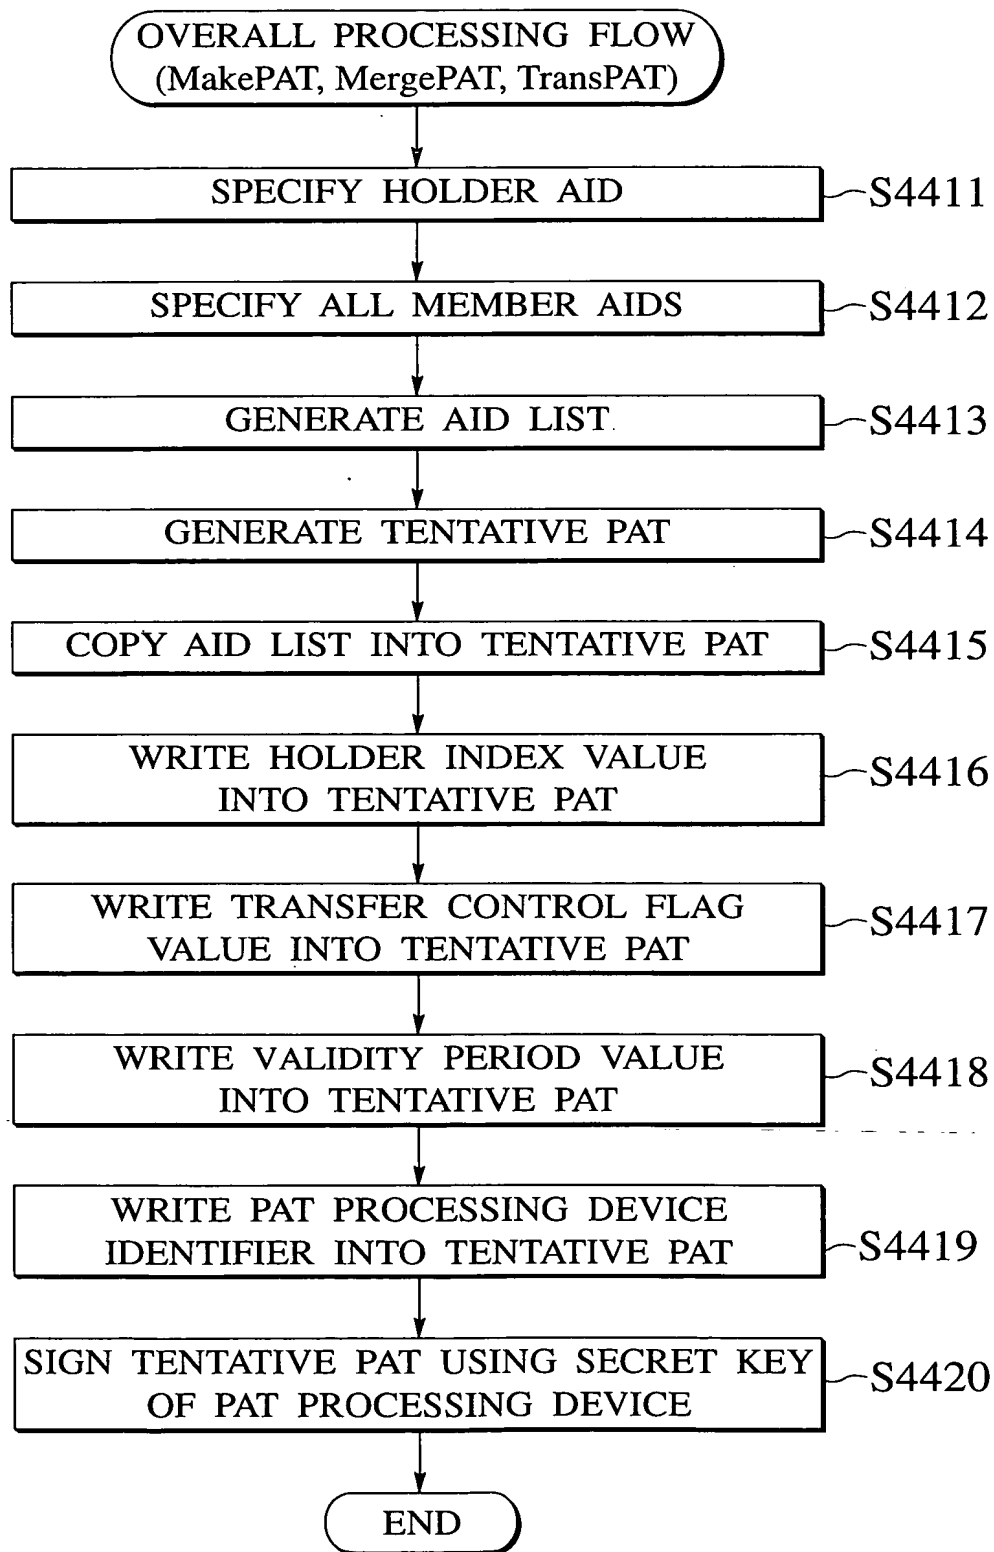 OVERALL PROCESSING FLOW
(MakePAT, MergePAT, TransPAT)
SPECIFY HOLDER AID
S4411
SPECIFY ALL MEMBER AIDS
S4412
GENERATE AID LIST
S4413
GENERATE TENTATIVE PAT
S4414
COPY AID LIST INTO TENTATIVE PAT
S4415
WRITE HOLDER INDEX VALUE
INTO TENTATIVE PAT
S4416
WRITE TRANSFER CONTROL FLAG
VALUE INTO TENTATIVE PAT
S4417
WRITE VALIDITY PERIOD VALUE
INTO TENTATIVE PAT
S4418
WRITE PAT PROCESSING DEVICE
IDENTIFIER INTO TENTATIVE PAT
S4419
SIGN TENTATIVE PAT USING SECRET KEY
OF PAT PROCESSING DEVICE
S4420
END